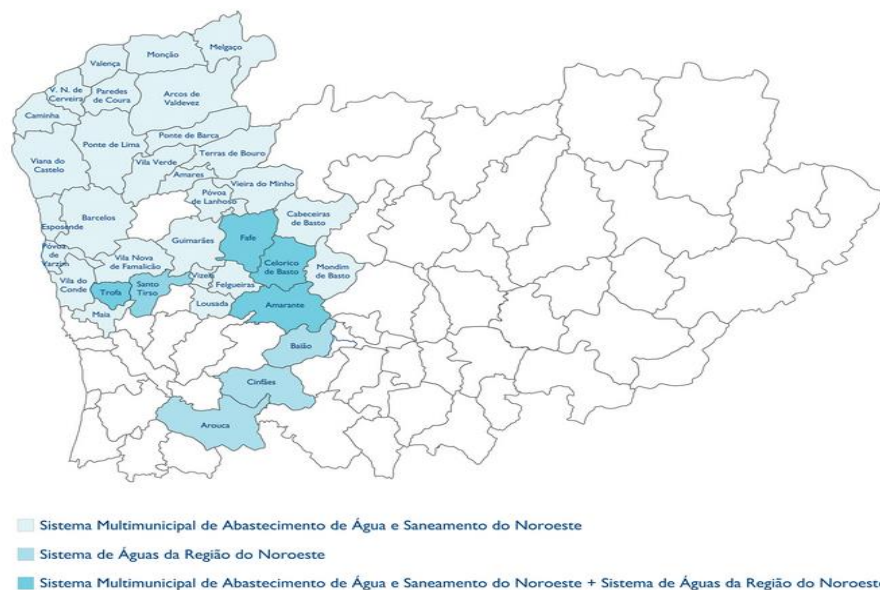 Melgaço
Monção
Valença
V. N. de
Cerveira
Paredes
de Coura
Arcos de
Valdevez
Caminha
Ponte de Barca
Ponte de Lima
Terras de Bouro
Viana do
Castelo
Vila Verde
Amares
Vieira do Minho
Póvoa
de Lanhoso
Cabeceiras
de Basto
Barcelos
Esposende
Guimarães
Fafe
Póvoa
de
Varzim
Vila Nova
de Famalicão
Celorico
de Basto
Mondim
de Basto
Vila do
Conde
Trofa
Santo
Tirso
Vizela
Felgueiras
Lousada
Amarante
Maia
Baião
Cinfães
Arouca
Sistema Multimunicipal de Abastecimento de Água e Saneamento do Noroeste
Sistema de Águas da Região do Noroeste
Sistema Multimunicipal de Abastecimento de Água e Saneamento do Noroeste + Sistema de Águas da Região do Noroeste